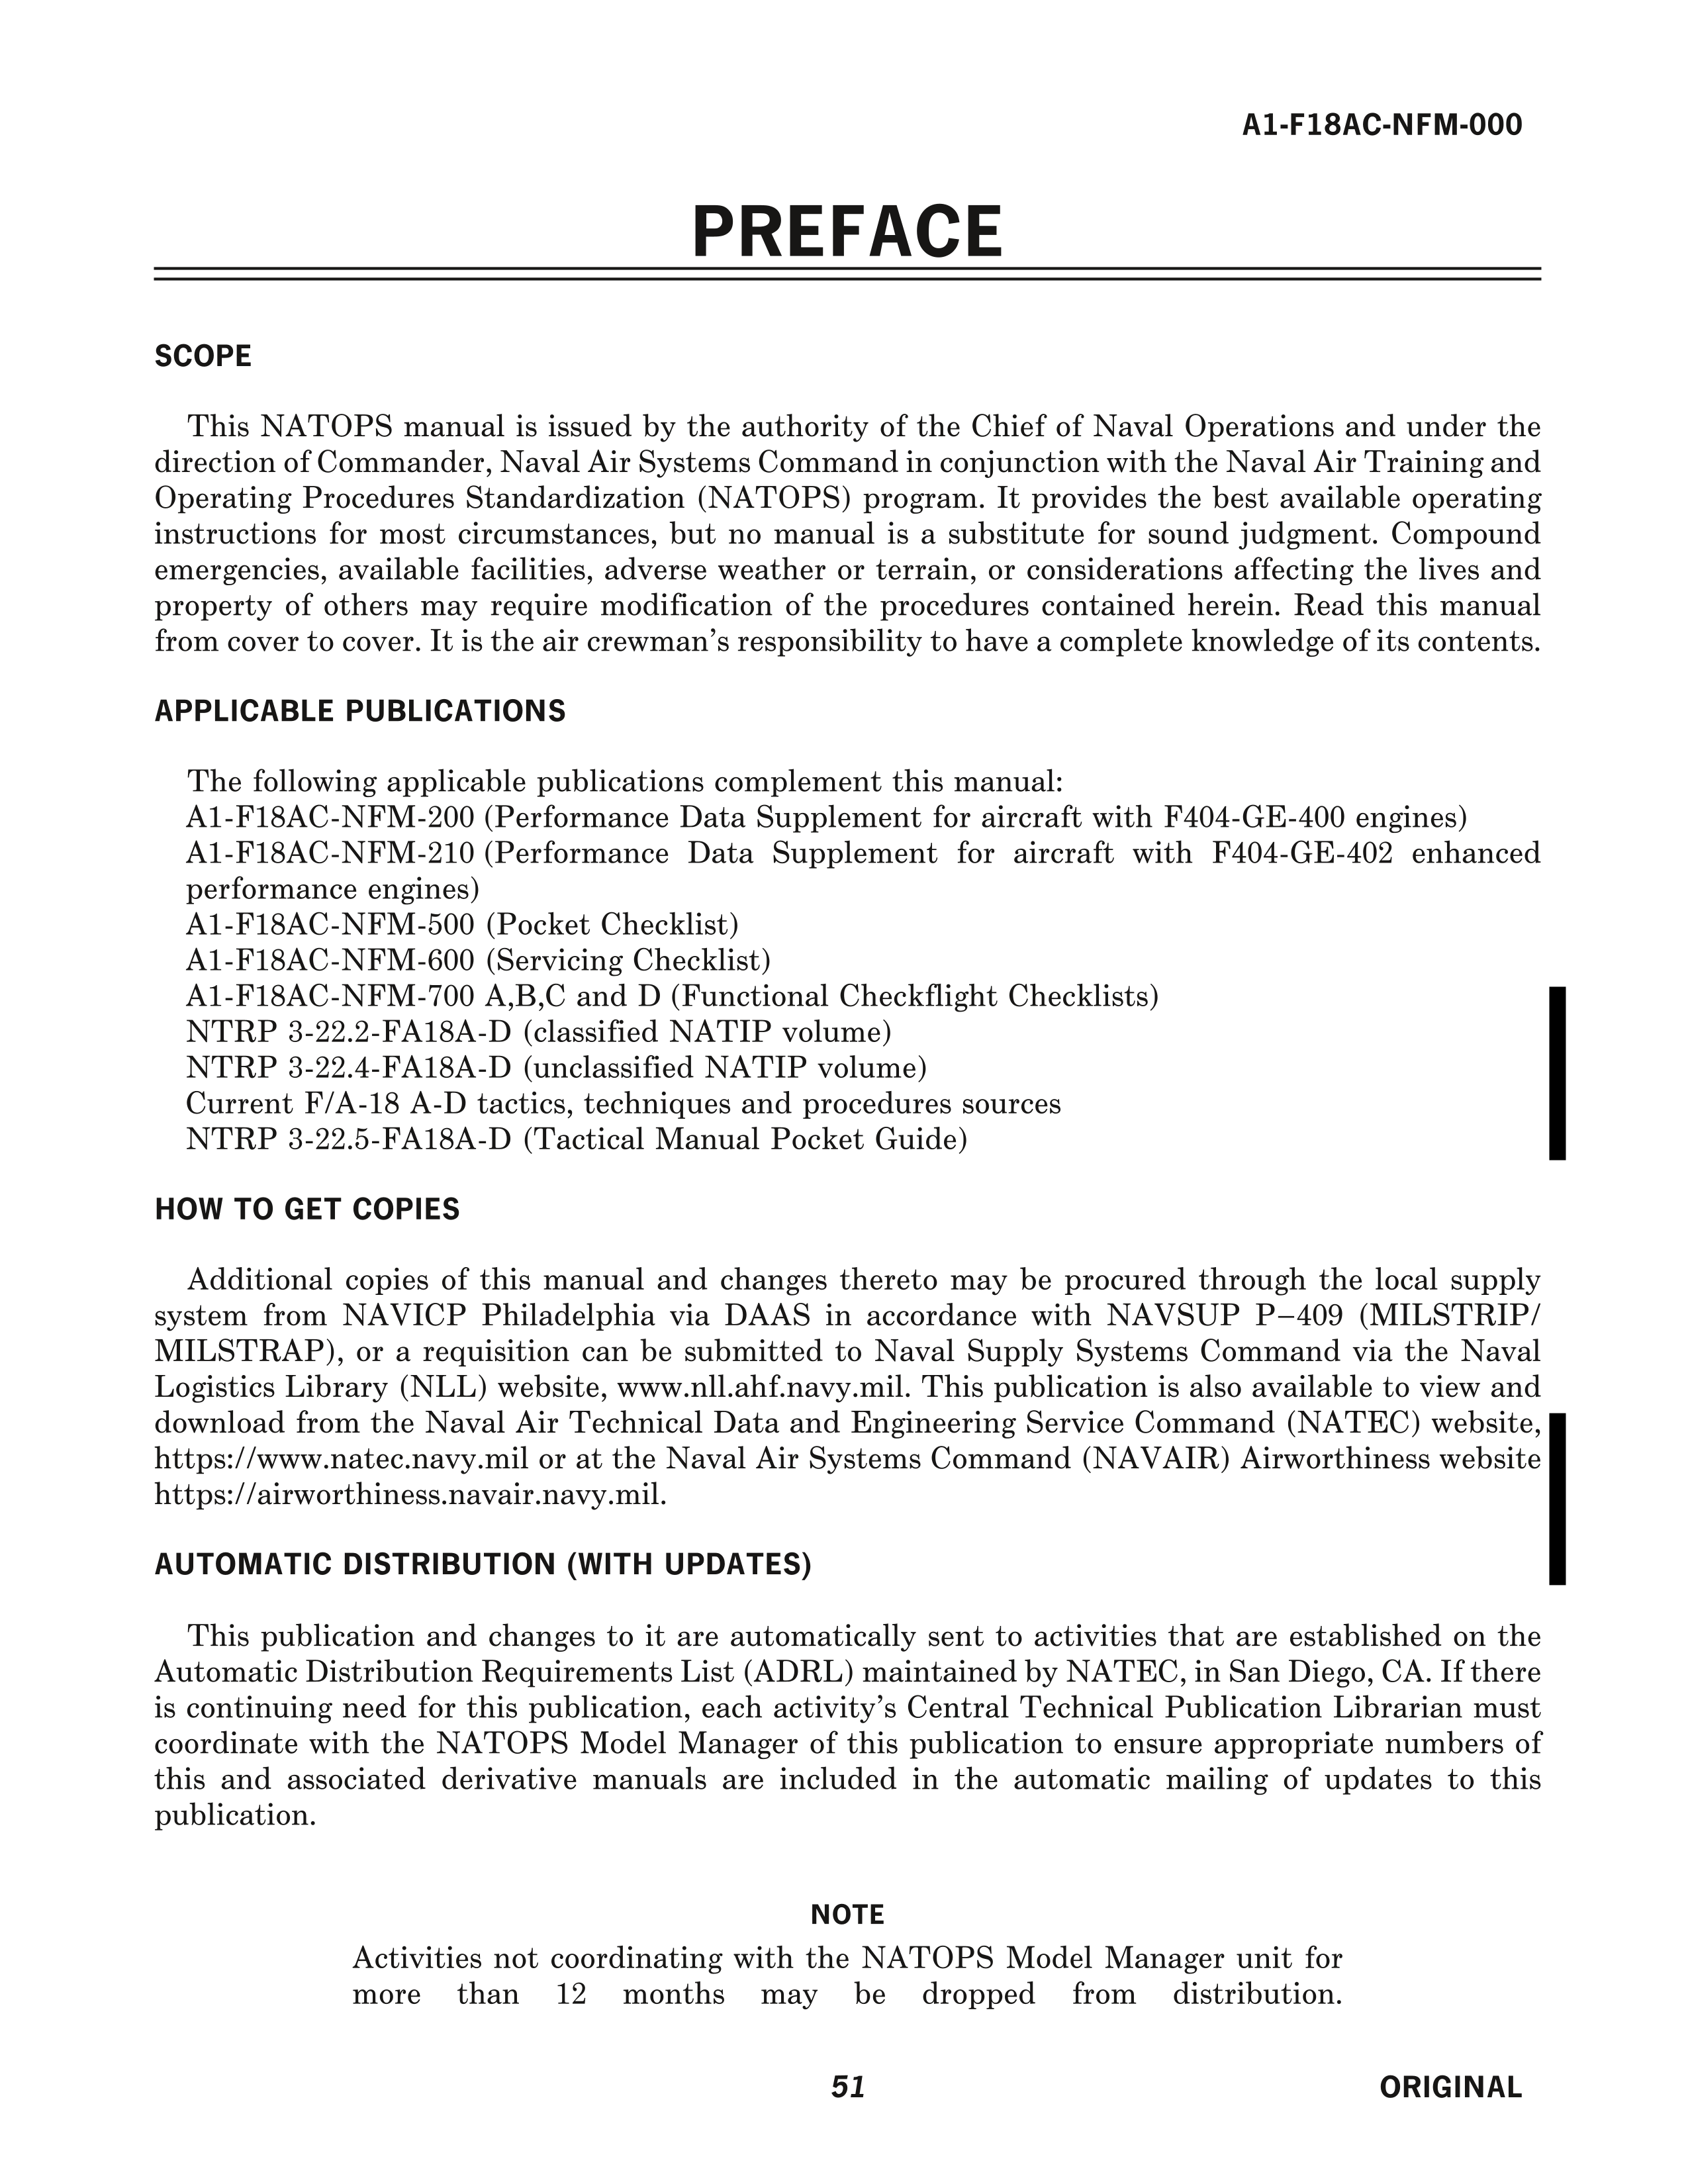 A1-F18AC-NFM-000
PREFACE
SCOPE
This NATOPS manual is issued by the authority of the Chief of Naval Operations and under the
direction of Commander, Naval Air Systems Command in conjunction with the Naval Air Training and
Operating Procedures Standardization (NATOPS) program. It provides the best available operating
instructions for most circumstances, but no manual is a substitute for sound judgment. Compound
emergencies, available facilities, adverse weather or terrain, or considerations affecting the lives and
property of others may require modification of the procedures contained herein. Read this manual
from cover to cover. It is the air crewman's responsibility to have a complete knowledge of its contents.
APPLICABLE PUBLICATIONS
The following applicable publications complement this manual:
A1-F18AC-NFM-200 (Performance Data Supplement for aircraft with F404-GE-400 engines)
A1-F18AC-NFM-210 (Performance Data Supplement for aircraft with F404-GE-402 enhanced
performance engines)
A1-F18AC-NFM-500 (Pocket Checklist)
A1-F18AC-NFM-600 (Servicing Checklist)
A1-F18AC-NFM-700 A,B,C and D (Functional Checkflight Checklists)
NTRP 3-22.2-FA18A-D (classified NATIP volume)
NTRP 3-22.4-FA18A-D (unclassified NATIP volume)
Current F/A-18 A-D tactics, techniques and procedures sources
NTRP 3-22.5-FA18A-D (Tactical Manual Pocket Guide)
HOW TO GET COPIES
Additional copies of this manual and changes thereto may be procured through the local supply
system from NAVICP Philadelphia via DAAS in accordance with NAVSUP P−409 (MILSTRIP/
MILSTRAP), or a requisition can be submitted to Naval Supply Systems Command via the Naval
Logistics Library (NLL) website, www.nll.ahf.navy.mil. This publication is also available to view and
download from the Naval Air Technical Data and Engineering Service Command (NATEC) website,
https://www.natec.navy.mil or at the Naval Air Systems Command (NAVAIR) Airworthiness website
https://airworthiness.navair.navy.mil.
AUTOMATIC DISTRIBUTION (WITH UPDATES)
This publication and changes to it are automatically sent to activities that are established on the
Automatic Distribution Requirements List (ADRL) maintained by NATEC, in San Diego, CA. If there
is continuing need for this publication, each activity's Central Technical Publication Librarian must
coordinate with the NATOPS Model Manager of this publication to ensure appropriate numbers of
this and associated derivative manuals are included in the automatic mailing of updates to this
publication.
NOTE
Activities not coordinating with the NATOPS Model Manager unit for
more than 12 months may be dropped from distribution.
51
ORIGINAL